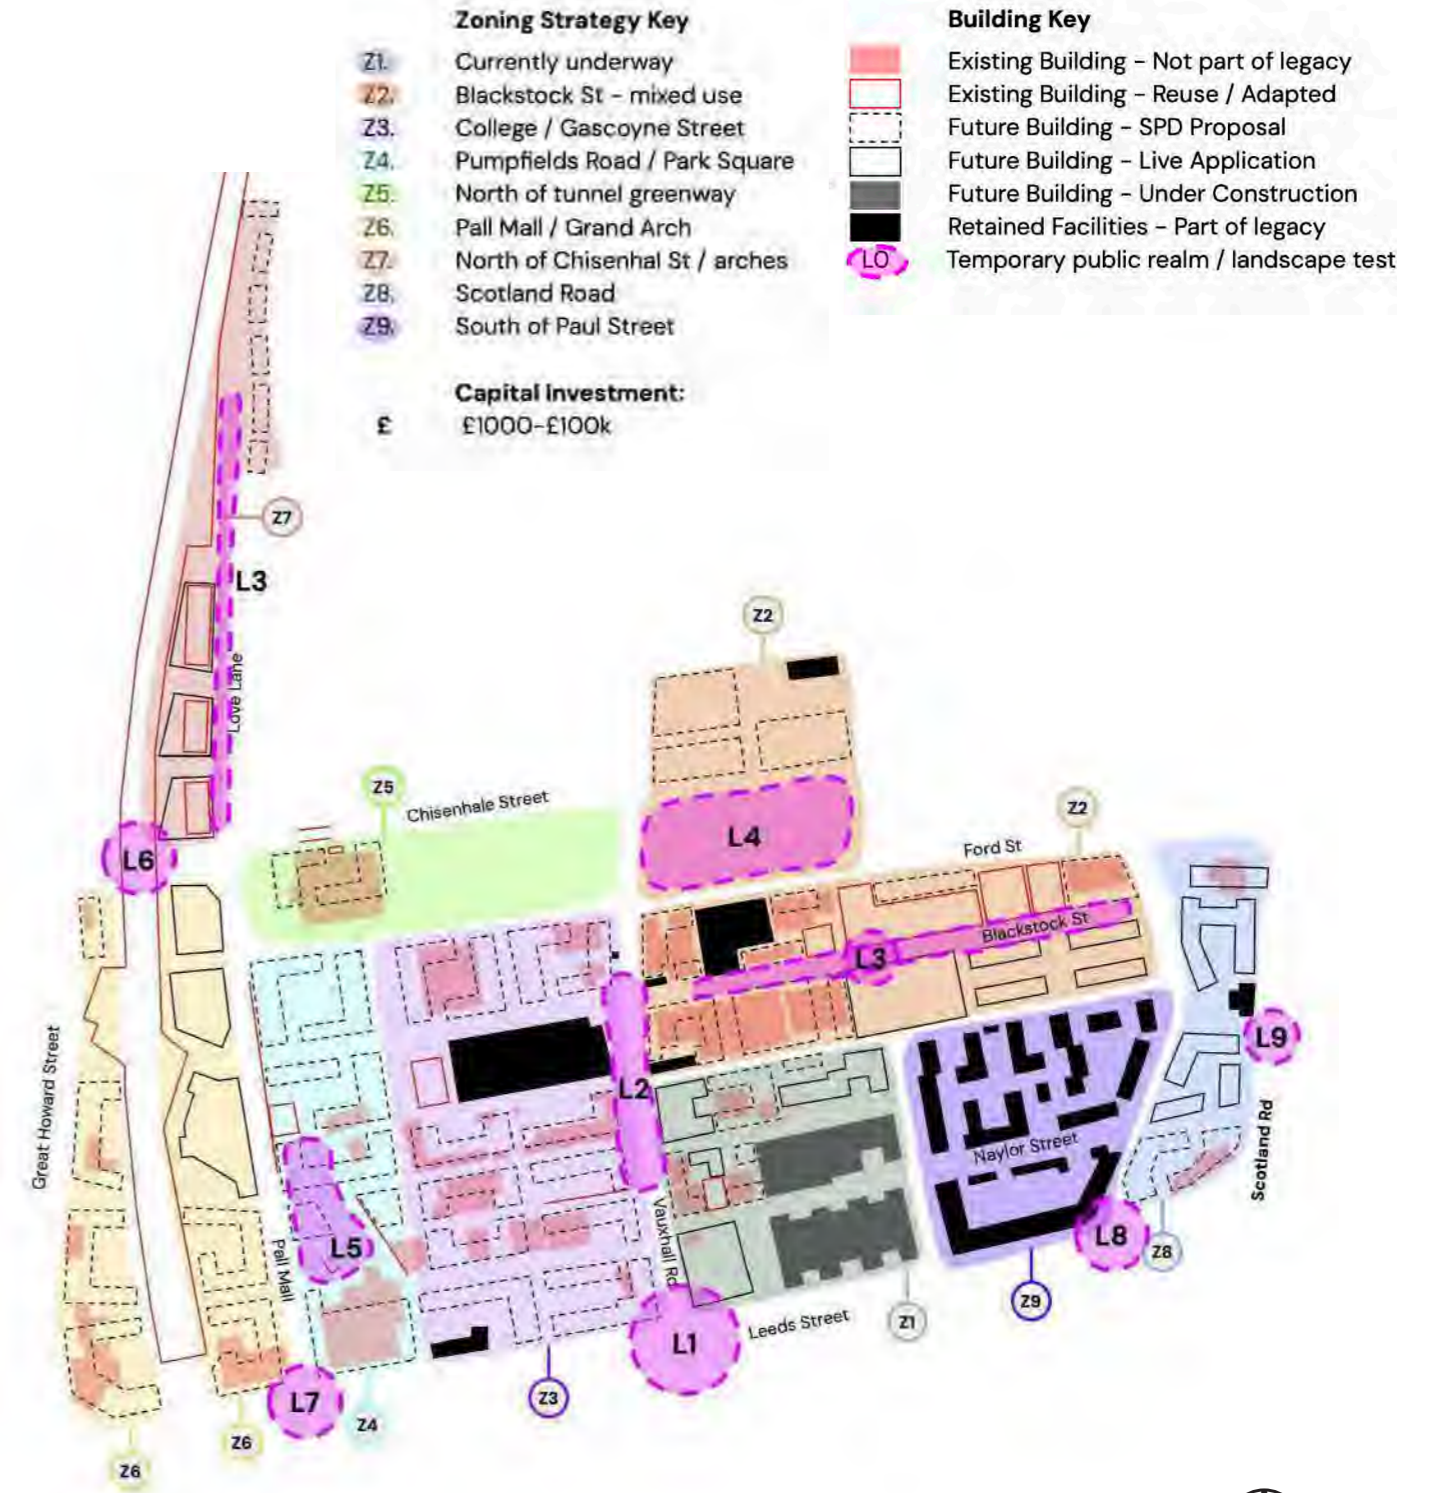 Zoning Strategy Key
Z1. Currently underway
Z2. Blackstock St - mixed use
Z3. College / Gascoyne Street
Z4. Pumpfields Road / Park Square
Z5. North of tunnel greenway
Z6. Pall Mall / Grand Arch
Z7. North of Chisenhal St / arches
Z8. Scotland Road
Z9. South of Paul Street
Capital Investment:
£ £1000-£100k
Building Key
Existing Building - Not part of legacy
Existing Building - Reuse / Adapted
Future Building - SPD Proposal
Future Building - Live Application
Future Building - Under Construction
Retained Facilities - Part of legacy
L0 Temporary public realm / landscape test
Z7
L3
Love Lane
Z2
Z5
Chisenhale Street
L4
Z2
L6
Ford St
Blackstock St
L3
Great Howard Street
L9
L2
Naylor Street
Scotland Rd
Vauxhall Rd
L5
Pall Mall
L8
Z8
Z9
Z1
Leeds Street
L1
L7
Z3
Z4
Z6
Z6